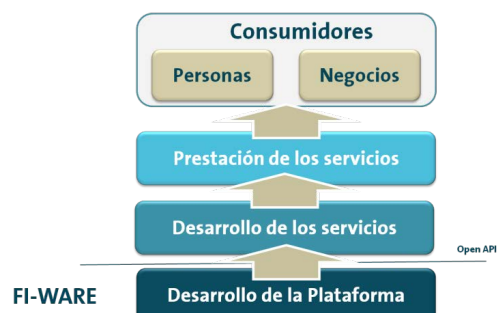 Consumidores
Personas Negocios
Prestación de los servicios
Desarrollo de los servicios
Open API
FI-WARE Desarrollo de la Plataforma